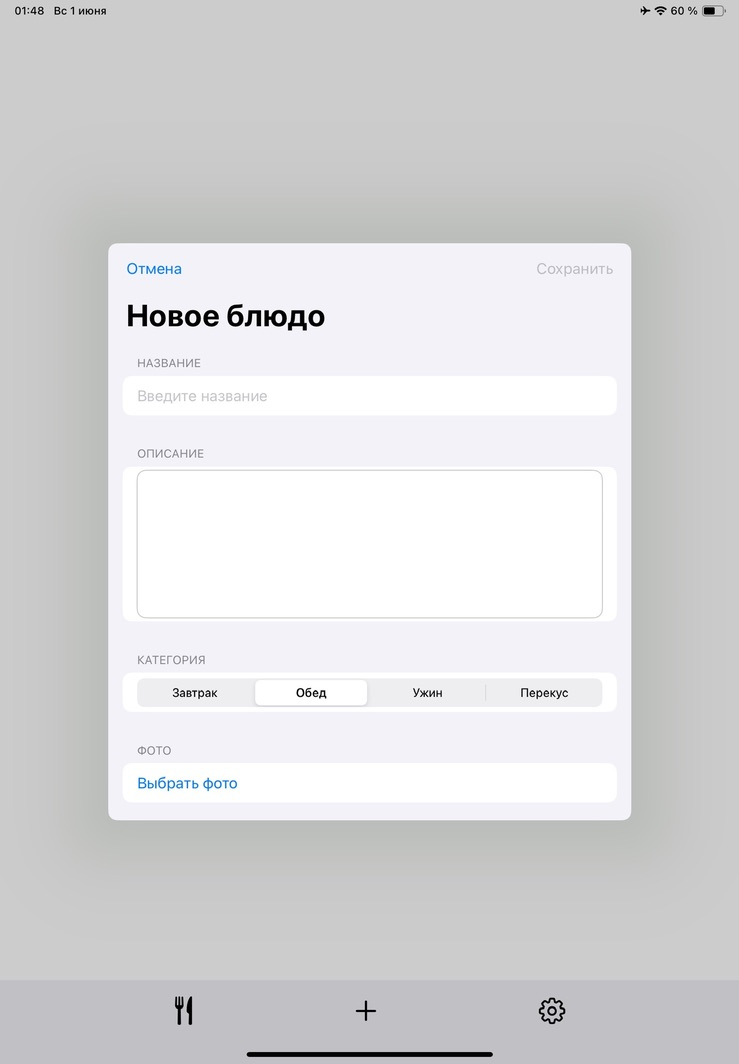 01:48 Вс 1 июня 60 %
Отмена Сохранить
Новое блюдо
НАЗВАНИЕ
Введите название
ОПИСАНИЕ
КАТЕГОРИЯ
Завтрак Обед Ужин Перекус
ФОТО
Выбрать фото